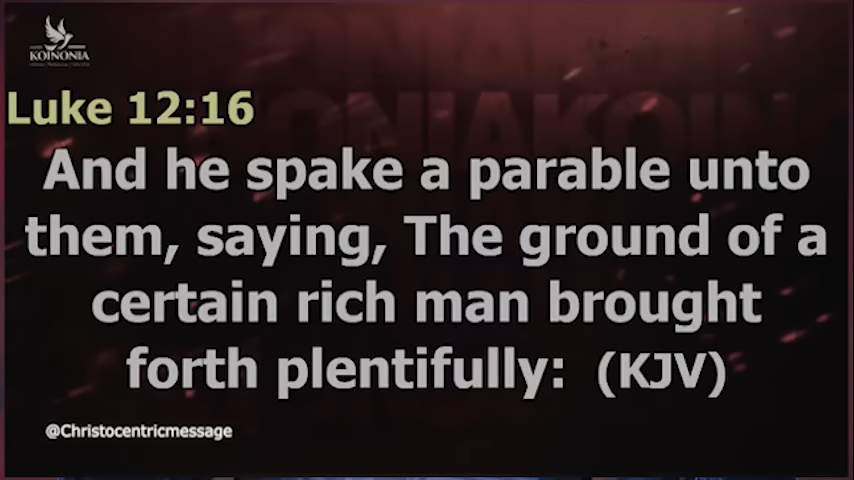 KOINONIA
Luke 12:16
And he spake a parable unto
them, saying, The ground of a
certain rich man brought
forth plentifully: (KJV)
@Christocentricmessage